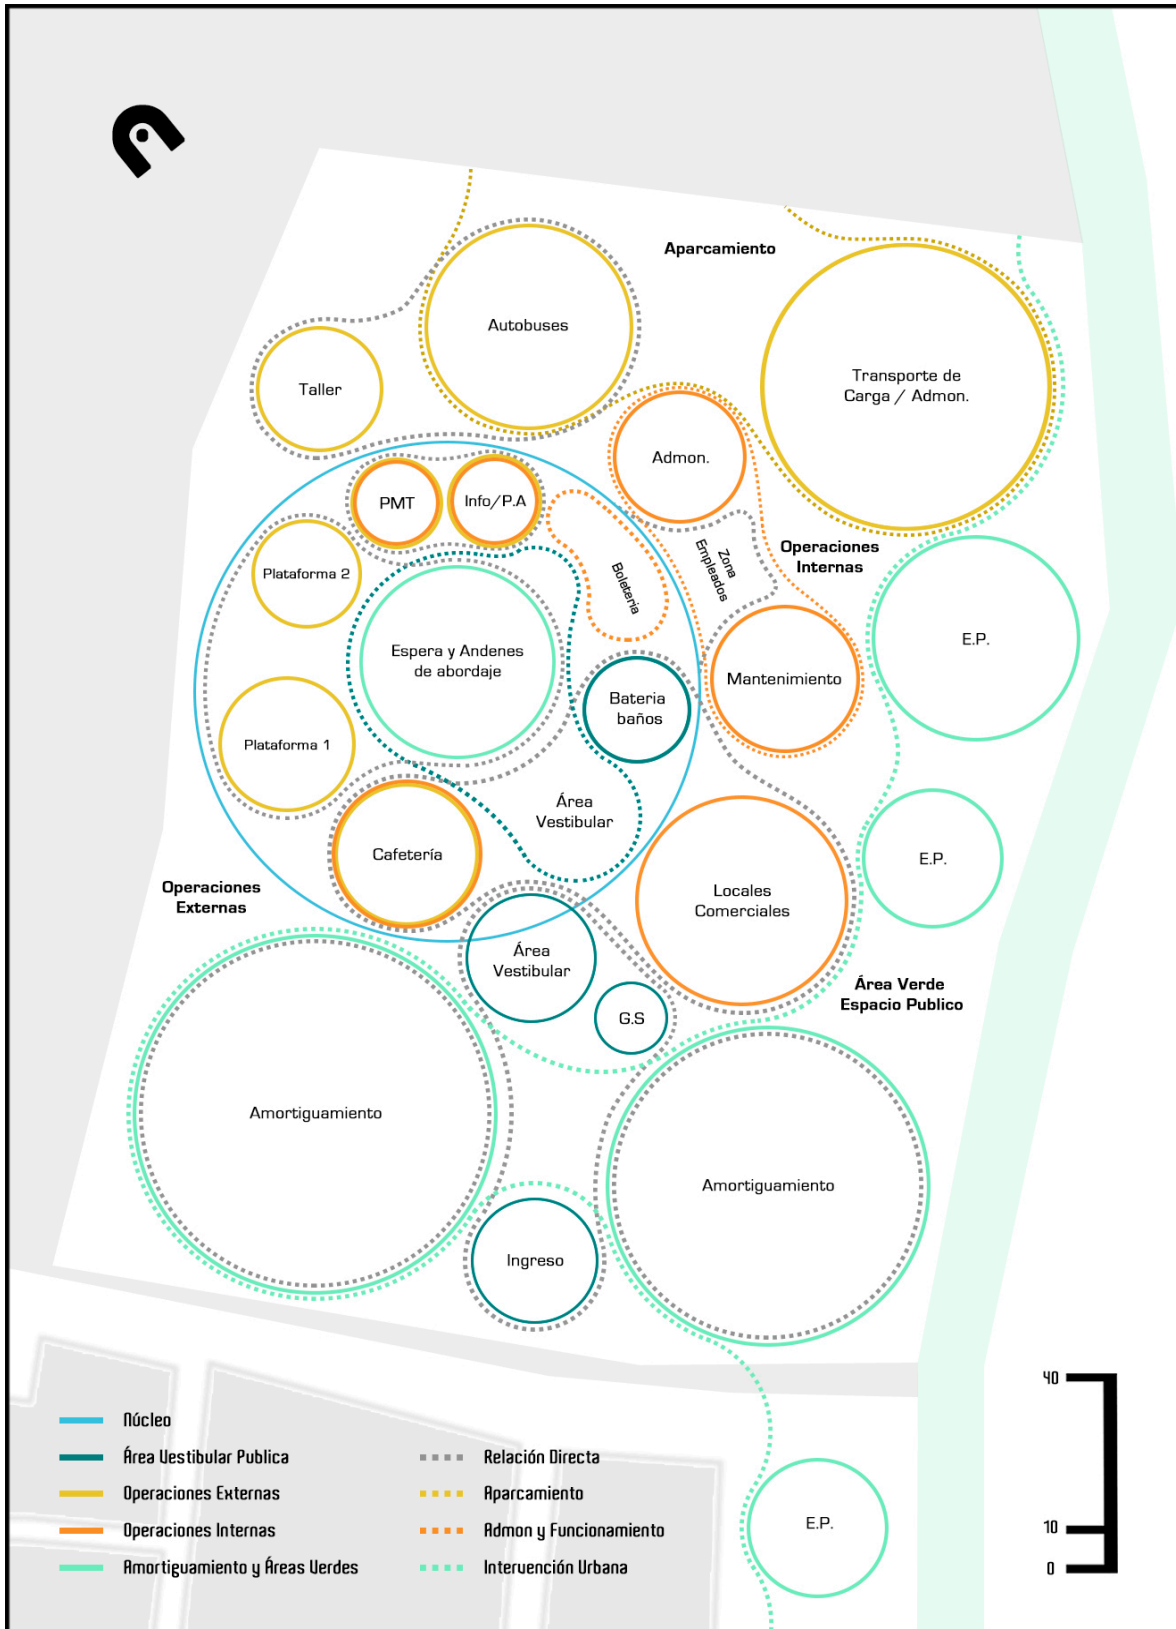 Aparcamiento
Autobuses
Transporte de
Carga / Admon.
Taller
Admon.
PMT
Info/P.A
Zona
Empleados
Operaciones
Internas
Plataforma 2
Boleteria
E.P.
Espera y Andenes
de abordaje
Mantenimiento
Bateria
baños
Plataforma 1
Área
Vestibular
Cafetería
E.P.
Operaciones
Externas
Locales
Comerciales
Área
Vestibular
Área Verde
Espacio Publico
G.S
Amortiguamiento
Amortiguamiento
Ingreso
E.P.
Núcleo
Área Vestibular Publica
Operaciones Externas
Operaciones Internas
Amortiguamiento y Áreas Verdes
Relación Directa
Aparcamiento
Admon y Funcionamiento
Intervención Urbana
40
10
0